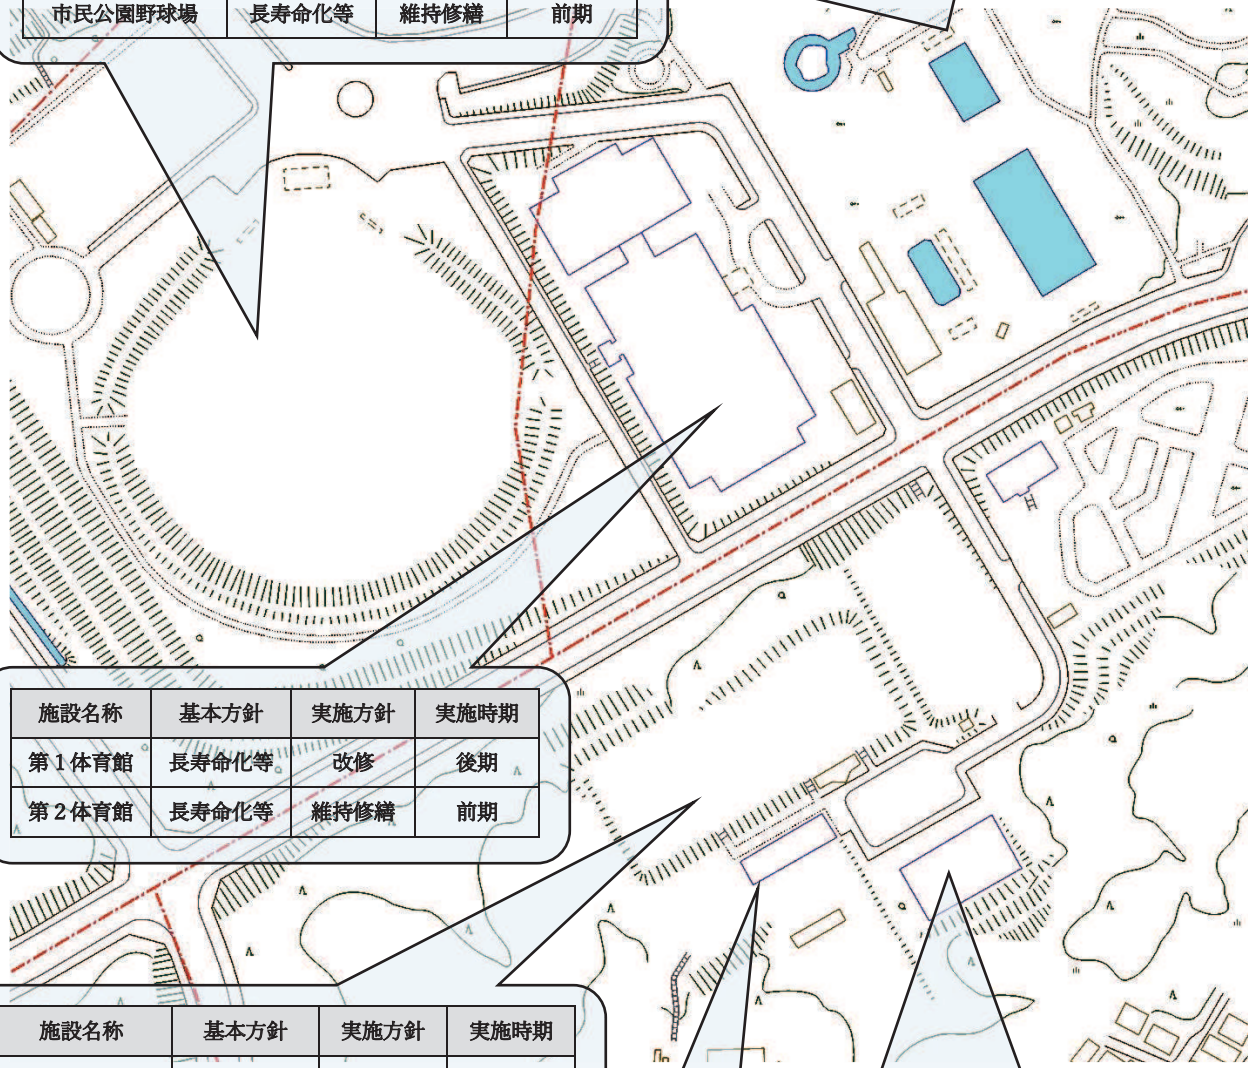 市民公園野球場 長寿命化等 維持修繕 前期
施設名称 基本方針 実施方針 実施時期
第1体育館 長寿命化等 改修 後期
第2体育館 長寿命化等 維持修繕 前期
施設名称 基本方針 実施方針 実施時期